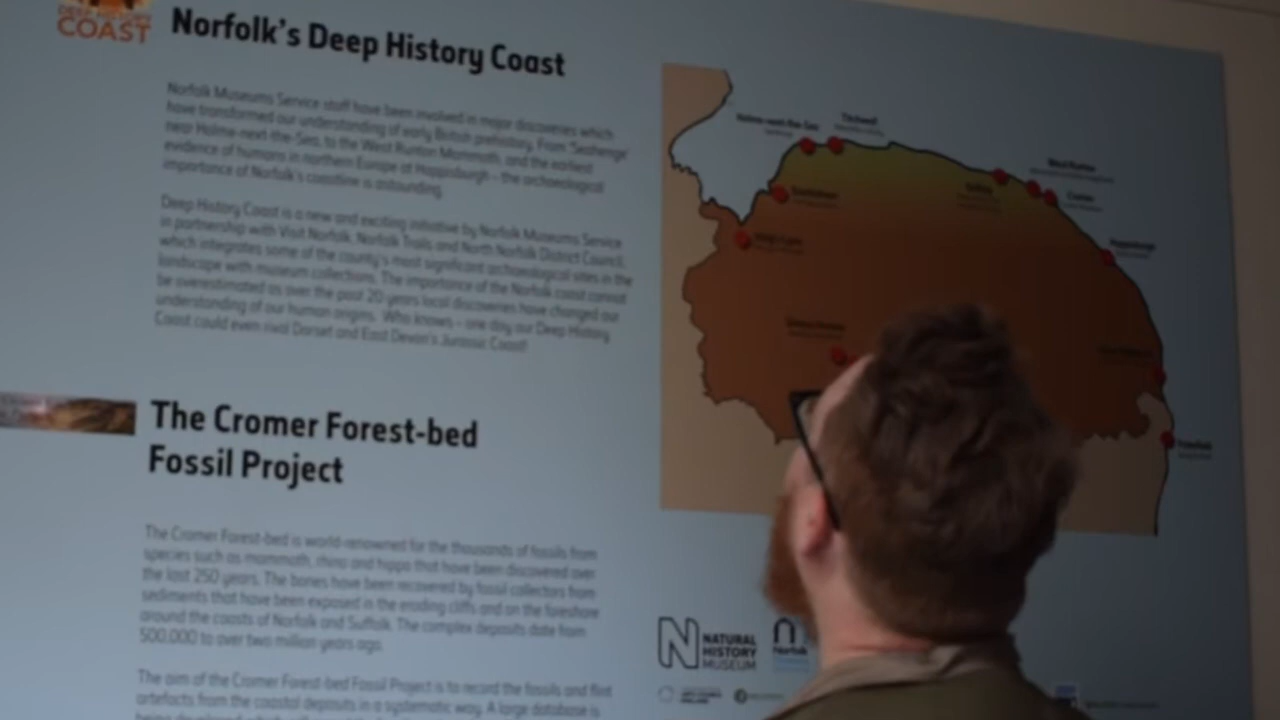 DEEP HISTORY
COAST
Norfolk's Deep History Coast
Norfolk Museums Service staff have been involved in major discoveries which
have transformed our understanding of early British prehistory. From 'Seahenge'
near Holme-next-the-Sea, to the West Runton Mammoth, and the earliest
evidence of humans in northern Europe at Happisburgh - the archaeological
importance of Norfolk's coastline is astounding.
Deep History Coast is a new and exciting initiative by Norfolk Museums Service
in partnership with Visit Norfolk, Norfolk Trails and North Norfolk District Council,
which integrates some of the county's most significant archaeological sites in the
landscape with museum collections. The importance of the Norfolk coast cannot
be overestimated as over the past 20 years local discoveries have changed our
understanding of our human origins. Who knows - one day our Deep History
Coast could even rival Dorset and East Devon's Jurassic Coast!
Holme-next-the-Sea
Titchwell
West Runton
Cromer
Happisburgh
King's Lynn
The Cromer Forest-bed
Fossil Project
The Cromer Forest-bed is world-renowned for the thousands of fossils from
species such as mammoth, rhino and hippo that have been discovered over
the last 250 years. The bones have been recovered by fossil collectors from
sediments that have been exposed in the eroding cliffs and on the foreshore
around the coasts of Norfolk and Suffolk. The complex deposits date from
500,000 to over two million years ago.
The aim of the Cromer Forest-bed Fossil Project is to record the fossils and flint
artefacts from the coastal deposits in a systematic way. A large database is
being developed which will
NATURAL
HISTORY
MUSEUM
Norfolk